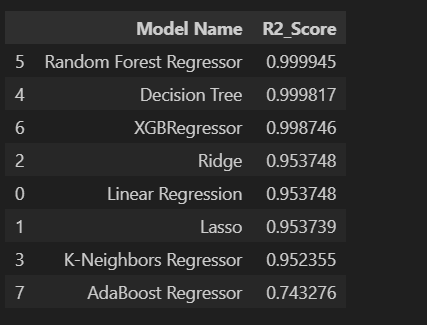 Model Name R2_Score
5 Random Forest Regressor 0.999945
4 Decision Tree 0.999817
6 XGBRegressor 0.998746
2 Ridge 0.953748
0 Linear Regression 0.953748
1 Lasso 0.953739
3 K-Neighbors Regressor 0.952355
7 AdaBoost Regressor 0.743276